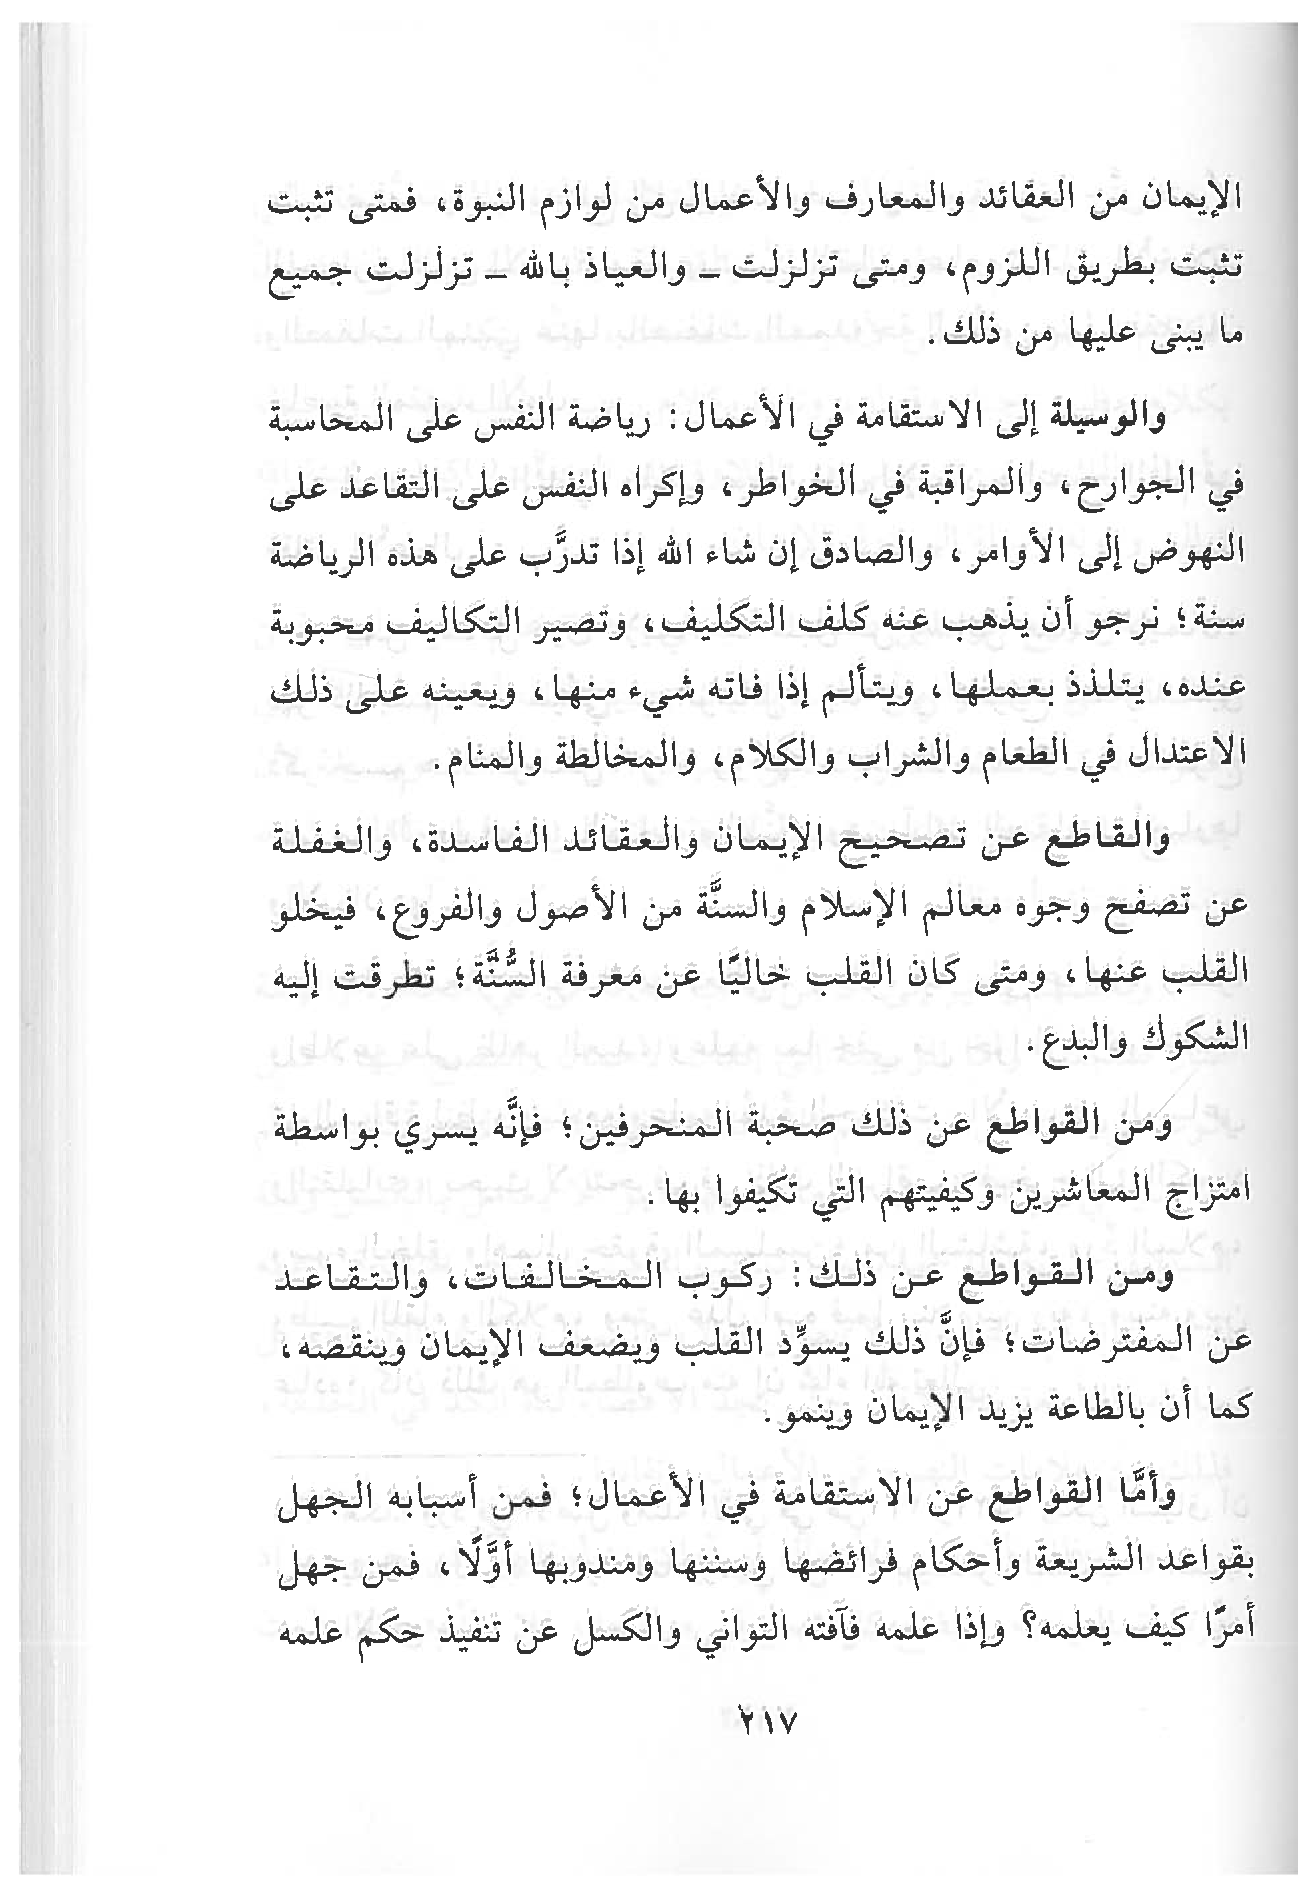 الإيمان من العقائد والمعارف والأعمال من لوازم النبوة، فمتى تثبت
تثبت بطريق اللزوم، ومتى تزلزلت ـ والعياذ بالله ـ تزلزلت جميع
ما يبنى عليها من ذلك.
والوسيلة إلى الاستقامة في الأعمال: رياضة النفس على المحاسبة
في الجوارح، والمراقبة في الخواطر، وإكراه النفس على التقاعد على
النهوض إلى الأوامر، والصادق إن شاء الله إذا تدرَّب على هذه الرياضة
سنة؛ نرجو أن يذهب عنه كلف التكليف، وتصير التكاليف محبوبة
عنده، يتلذذ بعملها، ويتألم إذا فاته شيء منها، ويعينه على ذلك
الاعتدال في الطعام والشراب والكلام، والمخالطة والمنام.
والقاطع عن تصحيح الإيمان والعقائد الفاسدة، والغفلة
عن تصفح وجوه معالم الإسلام والسنَّة من الأصول والفروع، فيخلو
القلب عنها، ومتى كان القلب خاليًا عن معرفة السُّنَّة؛ تطرقت إليه
الشكوك والبدع.
ومن القواطع عن ذلك صحبة المنحرفين؛ فإنَّه يسري بواسطة
امتزاج المعاشرين وكيفيتهم التي تكيفوا بها.
ومن القواطع عن ذلك: ركوب المخالفات، والتقاعد
عن المفترضات؛ فإنَّ ذلك يسوِّد القلب ويضعف الإيمان وينقصه،
كما أن بالطاعة يزيد الإيمان وينمو.
وأمَّا القواطع عن الاستقامة في الأعمال؛ فمن أسبابه الجهل
بقواعد الشريعة وأحكام فرائضها وسننها ومندوبها أوَّلًا، فمن جهل
أمرًا كيف يعلمه؟ وإذا علمه فآفته التواني والكسل عن تنفيذ حكم علمه
٢١٧